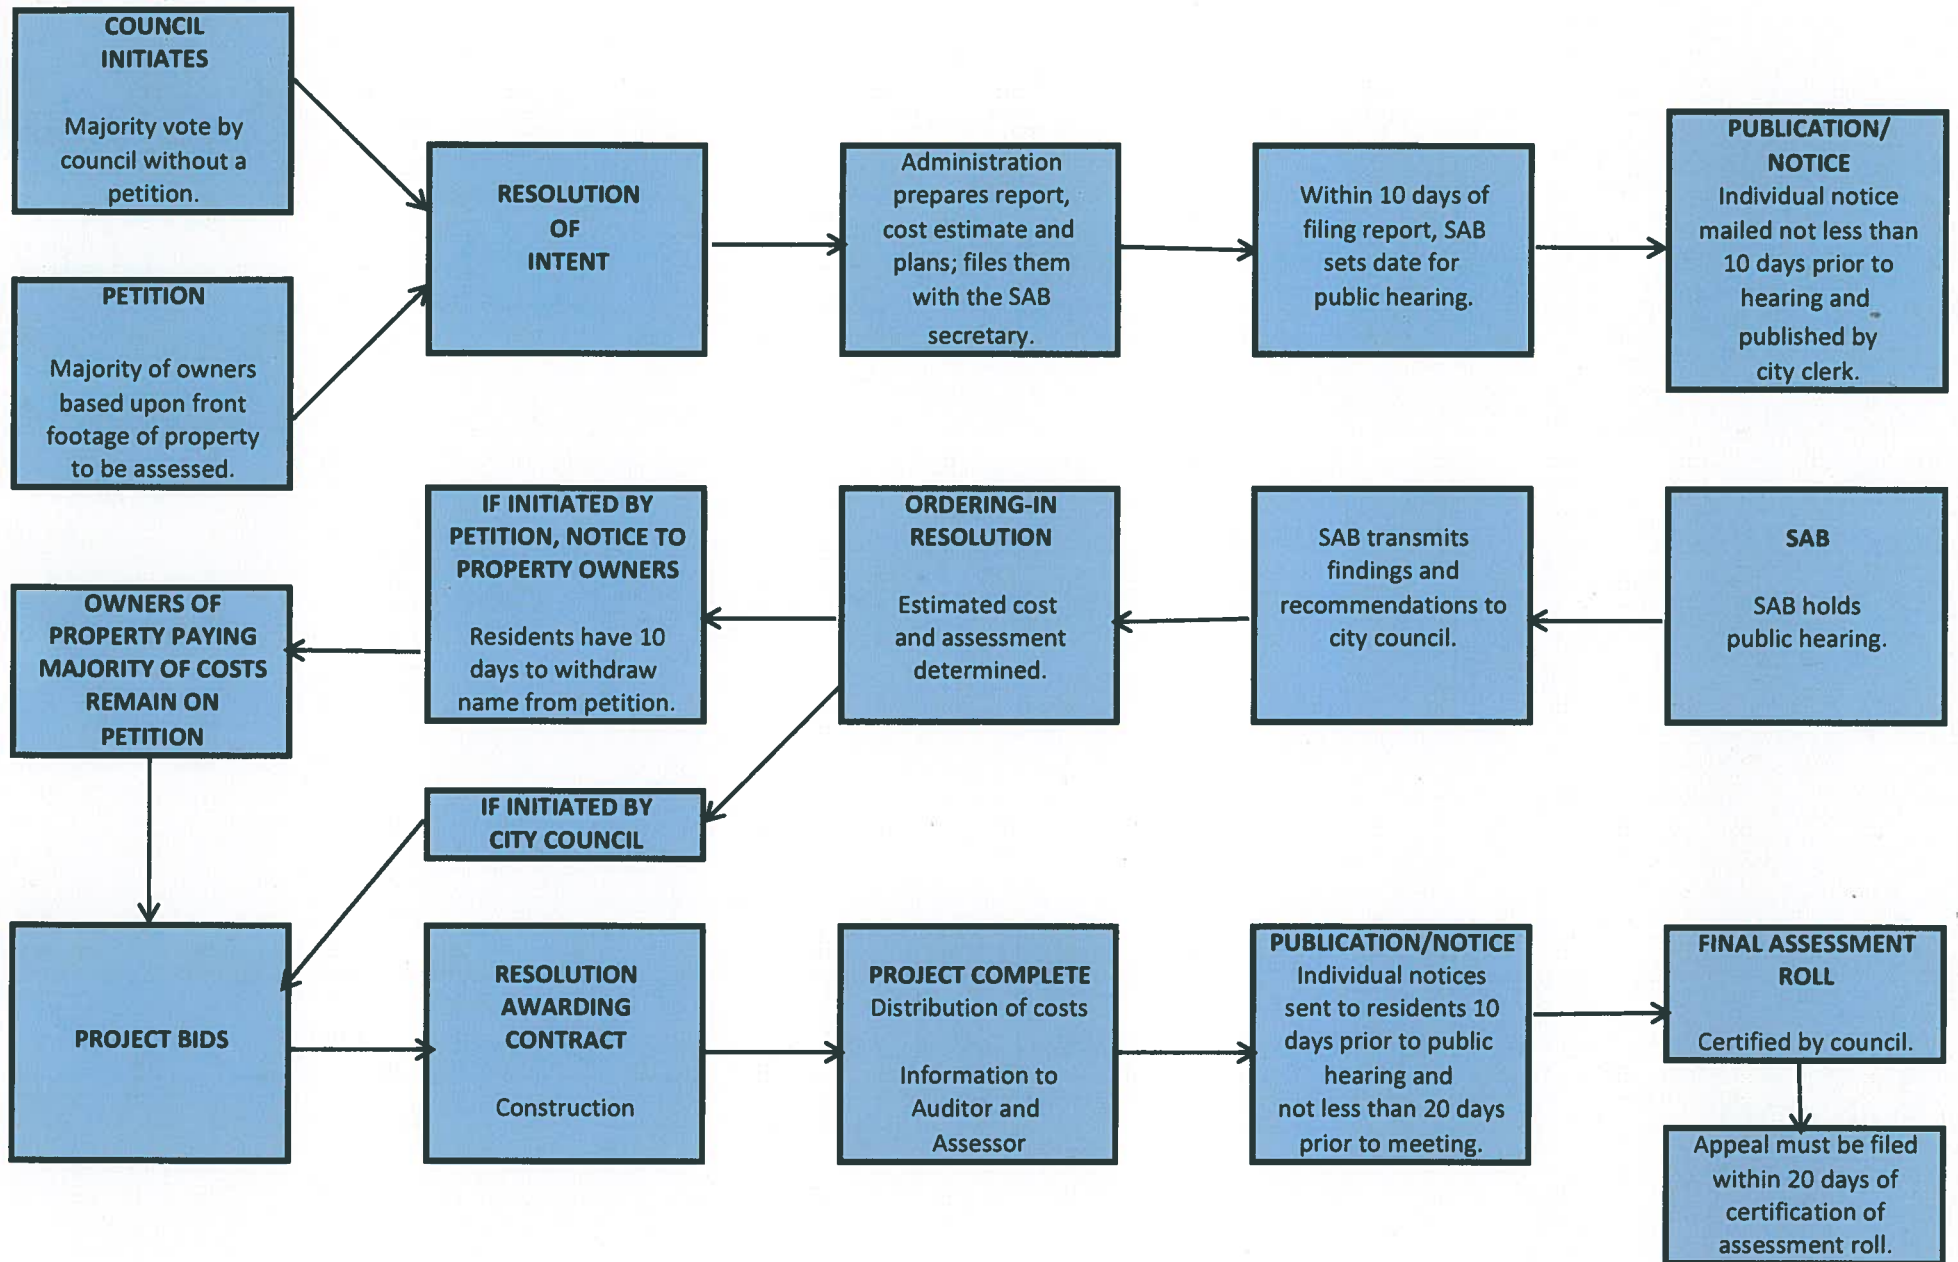 COUNCIL
INITIATES
Majority vote by
council without a
petition.
PETITION
Majority of owners
based upon front
footage of property
to be assessed.
RESOLUTION
OF
INTENT
Administration
prepares report,
cost estimate and
plans; files them
with the SAB
secretary.
Within 10 days of
filing report, SAB
sets date for
public hearing.
PUBLICATION/
NOTICE
Individual notice
mailed not less than
10 days prior to
hearing and
published by
city clerk.
SAB
SAB holds
public hearing.
SAB transmits
findings and
recommendations to
city council.
ORDERING-IN
RESOLUTION
Estimated cost
and assessment
determined.
IF INITIATED BY
PETITION, NOTICE TO
PROPERTY OWNERS
Residents have 10
days to withdraw
name from petition.
OWNERS OF
PROPERTY PAYING
MAJORITY OF COSTS
REMAIN ON
PETITION
IF INITIATED BY
CITY COUNCIL
PROJECT BIDS
RESOLUTION
AWARDING
CONTRACT
Construction
PROJECT COMPLETE
Distribution of costs
Information to
Auditor and
Assessor
PUBLICATION/NOTICE
Individual notices
sent to residents 10
days prior to public
hearing and
not less than 20 days
prior to meeting.
FINAL ASSESSMENT
ROLL
Certified by council.
Appeal must be filed
within 20 days of
certification of
assessment roll.